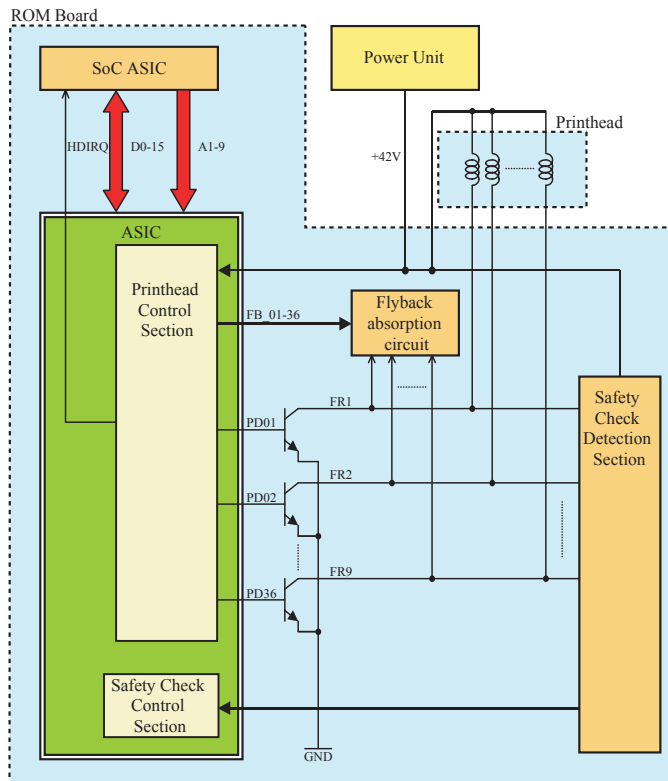 ROM Board
SoC ASIC
Power Unit
Printhead
HDIRQ
D0-15
A1-9
+42V
ASIC
Printhead
Control
Section
FB_01-36
Flyback
absorption
circuit
PD01
FR1
Safety
Check
Detection
Section
PD02
FR2
PD36
FR9
Safety Check
Control
Section
GND